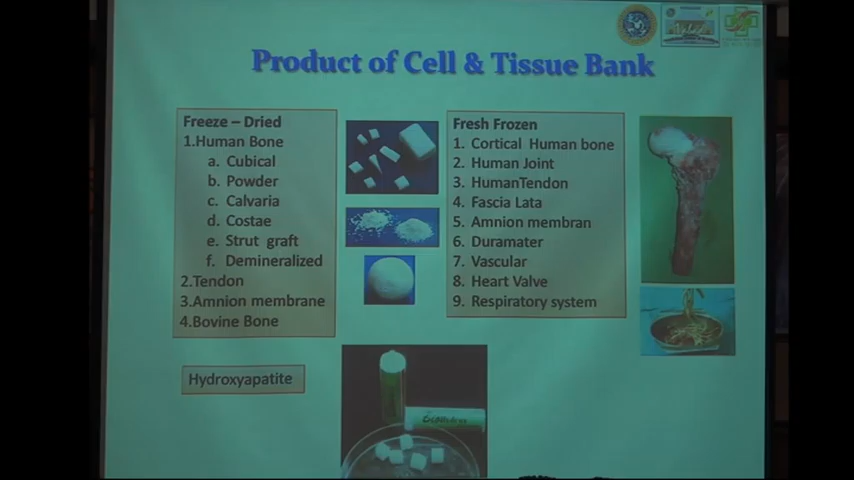 Product of Cell & Tissue Bank
Freeze – Dried
1.Human Bone
a. Cubical
b. Powder
c. Calvaria
d. Costae
e. Strut graft
f. Demineralized
2.Tendon
3.Amnion membrane
4.Bovine Bone
Fresh Frozen
1. Cortical Human bone
2. Human Joint
3. HumanTendon
4. Fascia Lata
5. Amnion membran
6. Duramater
7. Vascular
8. Heart Valve
9. Respiratory system
Hydroxyapatite